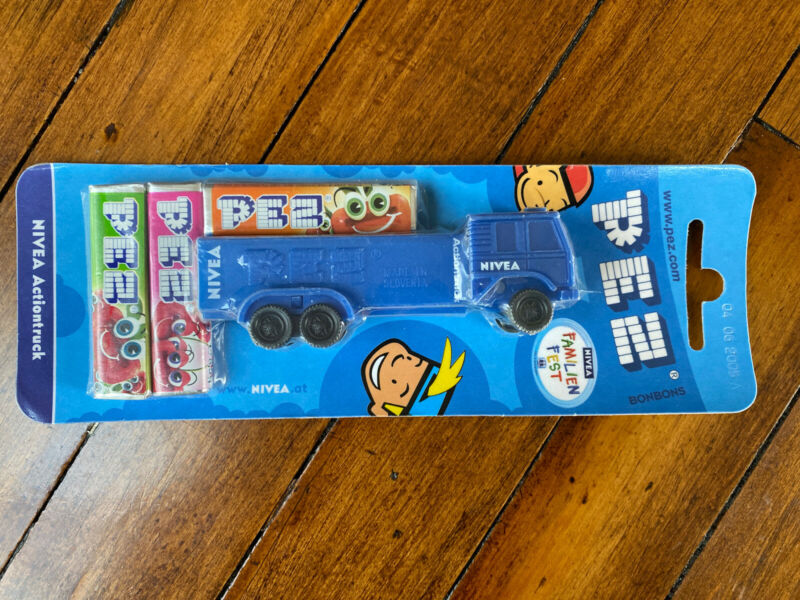 NIVEA Actiontruck
PEZ
PEZ
PEZ
NIVEA
MADE IN
SLOVENIA
NIVEA
www.NIVEA.at
NIVEA
FAMILIEN
FEST
www.pez.com
PEZ
®
BONBONS